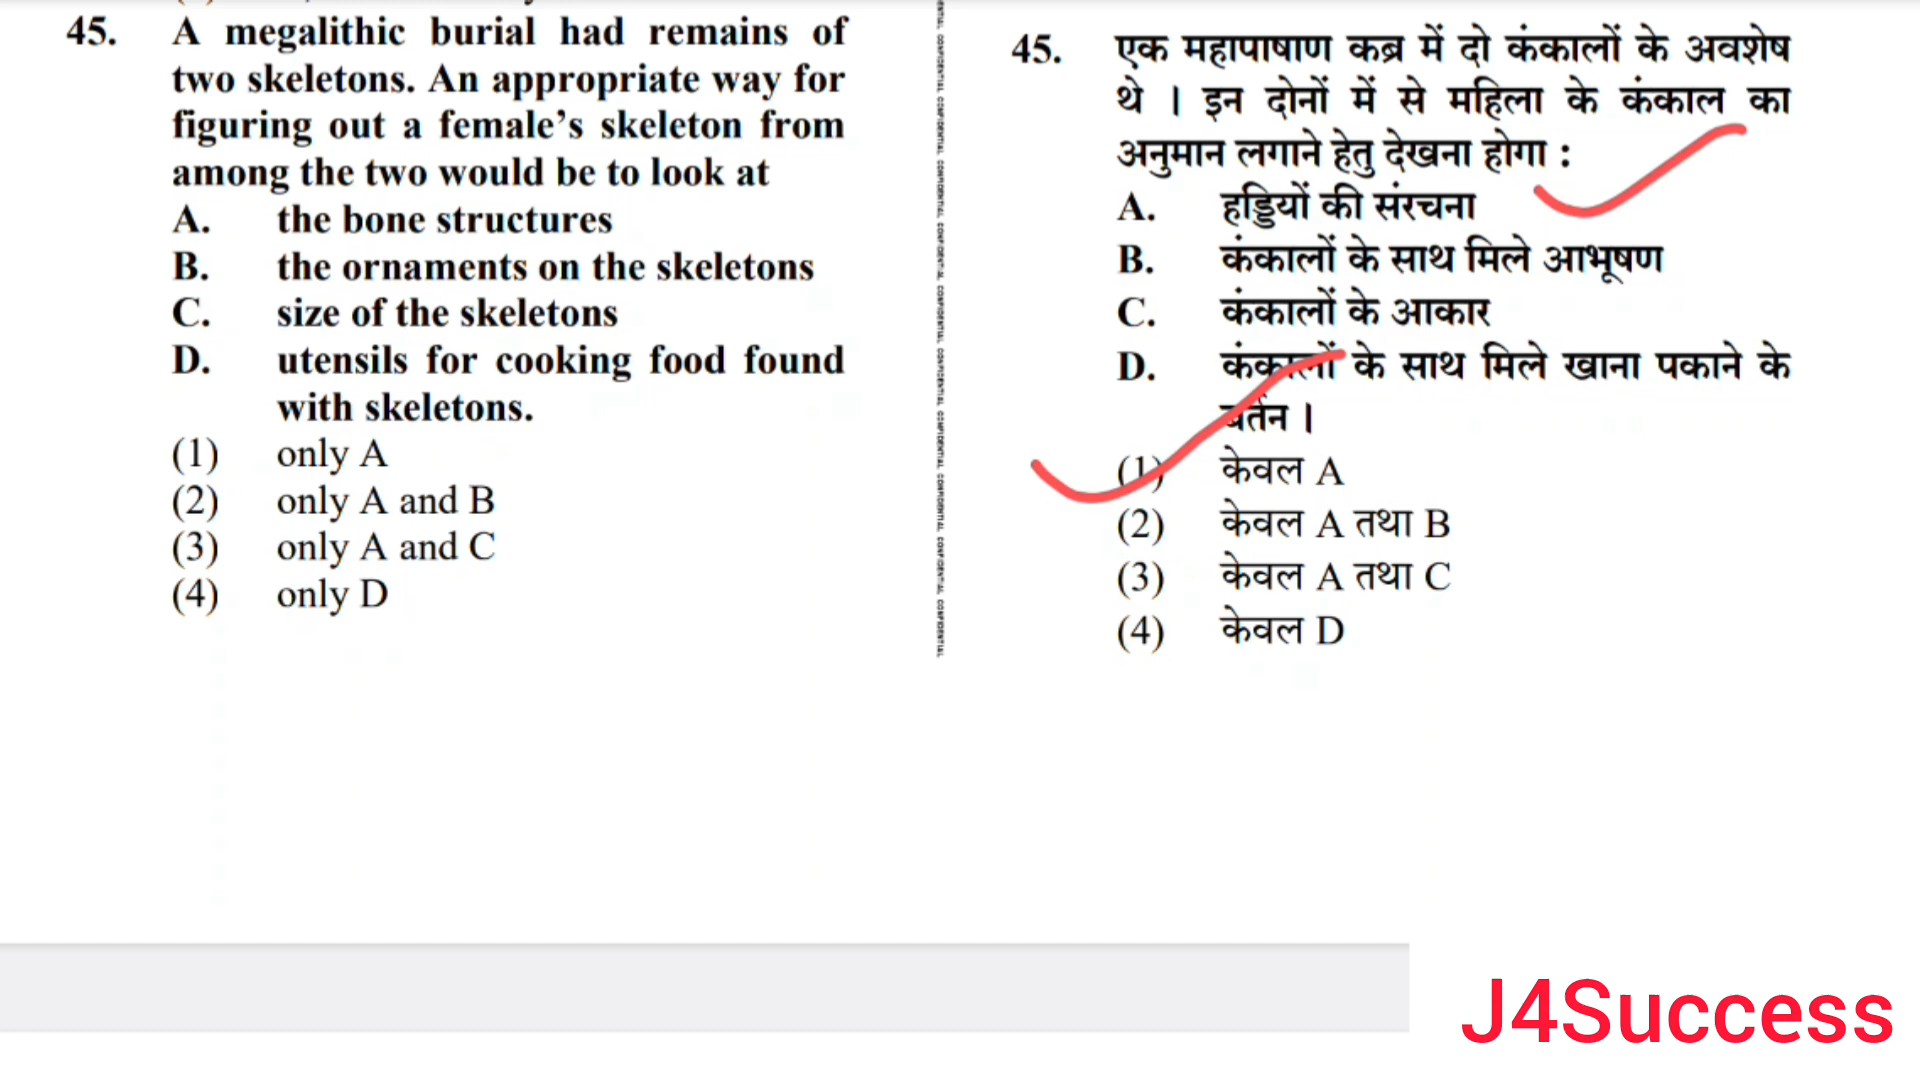 45. A megalithic burial had remains of
two skeletons. An appropriate way for
figuring out a female's skeleton from
among the two would be to look at
A. the bone structures
B. the ornaments on the skeletons
C. size of the skeletons
D. utensils for cooking food found
with skeletons.
(1) only A
(2) only A and B
(3) only A and C
(4) only D
45. एक महापाषाण कब्र में दो कंकालों के अवशेष
थे । इन दोनों में से महिला के कंकाल का
अनुमान लगाने हेतु देखना होगा :
A. हड्डियों की संरचना
B. कंकालों के साथ मिले आभूषण
C. कंकालों के आकार
D. कंकालों के साथ मिले खाना पकाने के
बर्तन ।
(1) केवल A
(2) केवल A तथा B
(3) केवल A तथा C
(4) केवल D
J4Success